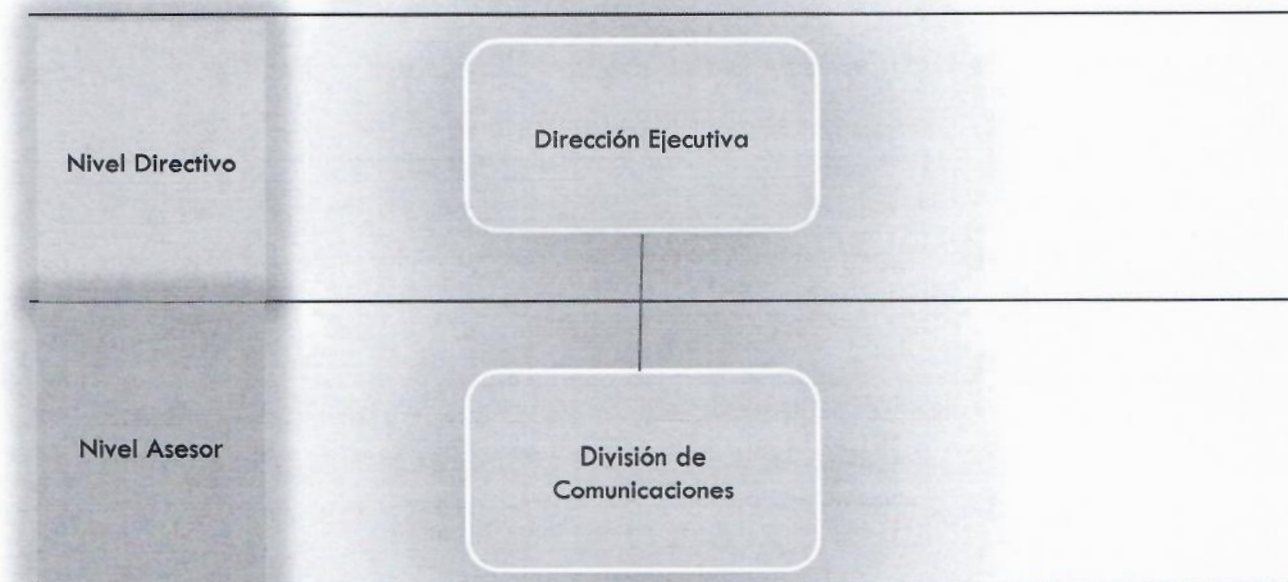 Nivel Directivo
Dirección Ejecutiva
Nivel Asesor
División de
Comunicaciones